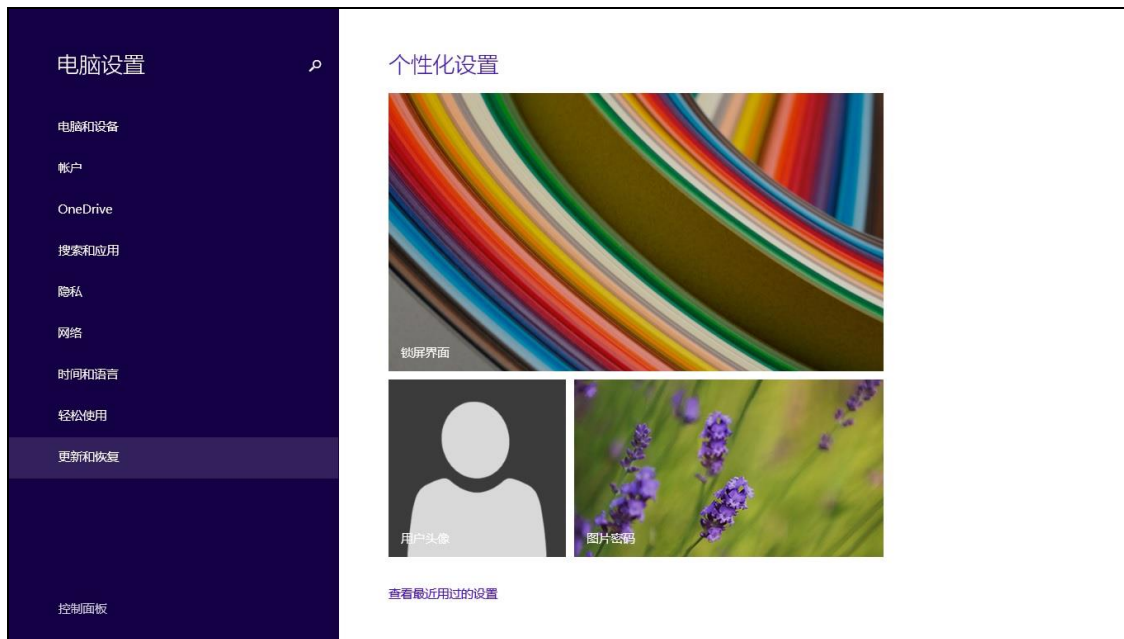 电脑设置
电脑和设备
帐户
OneDrive
搜索和应用
隐私
网络
时间和语言
轻松使用
更新和恢复
控制面板
个性化设置
锁屏界面
用户头像
图片密码
查看最近用过的设置